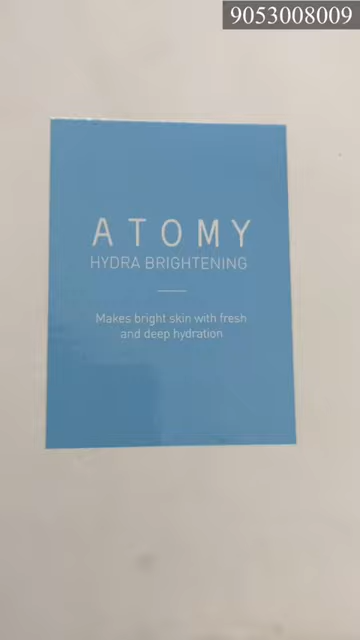 9053008009
ATOMY
HYDRA BRIGHTENING
Makes bright skin with fresh
and deep hydration